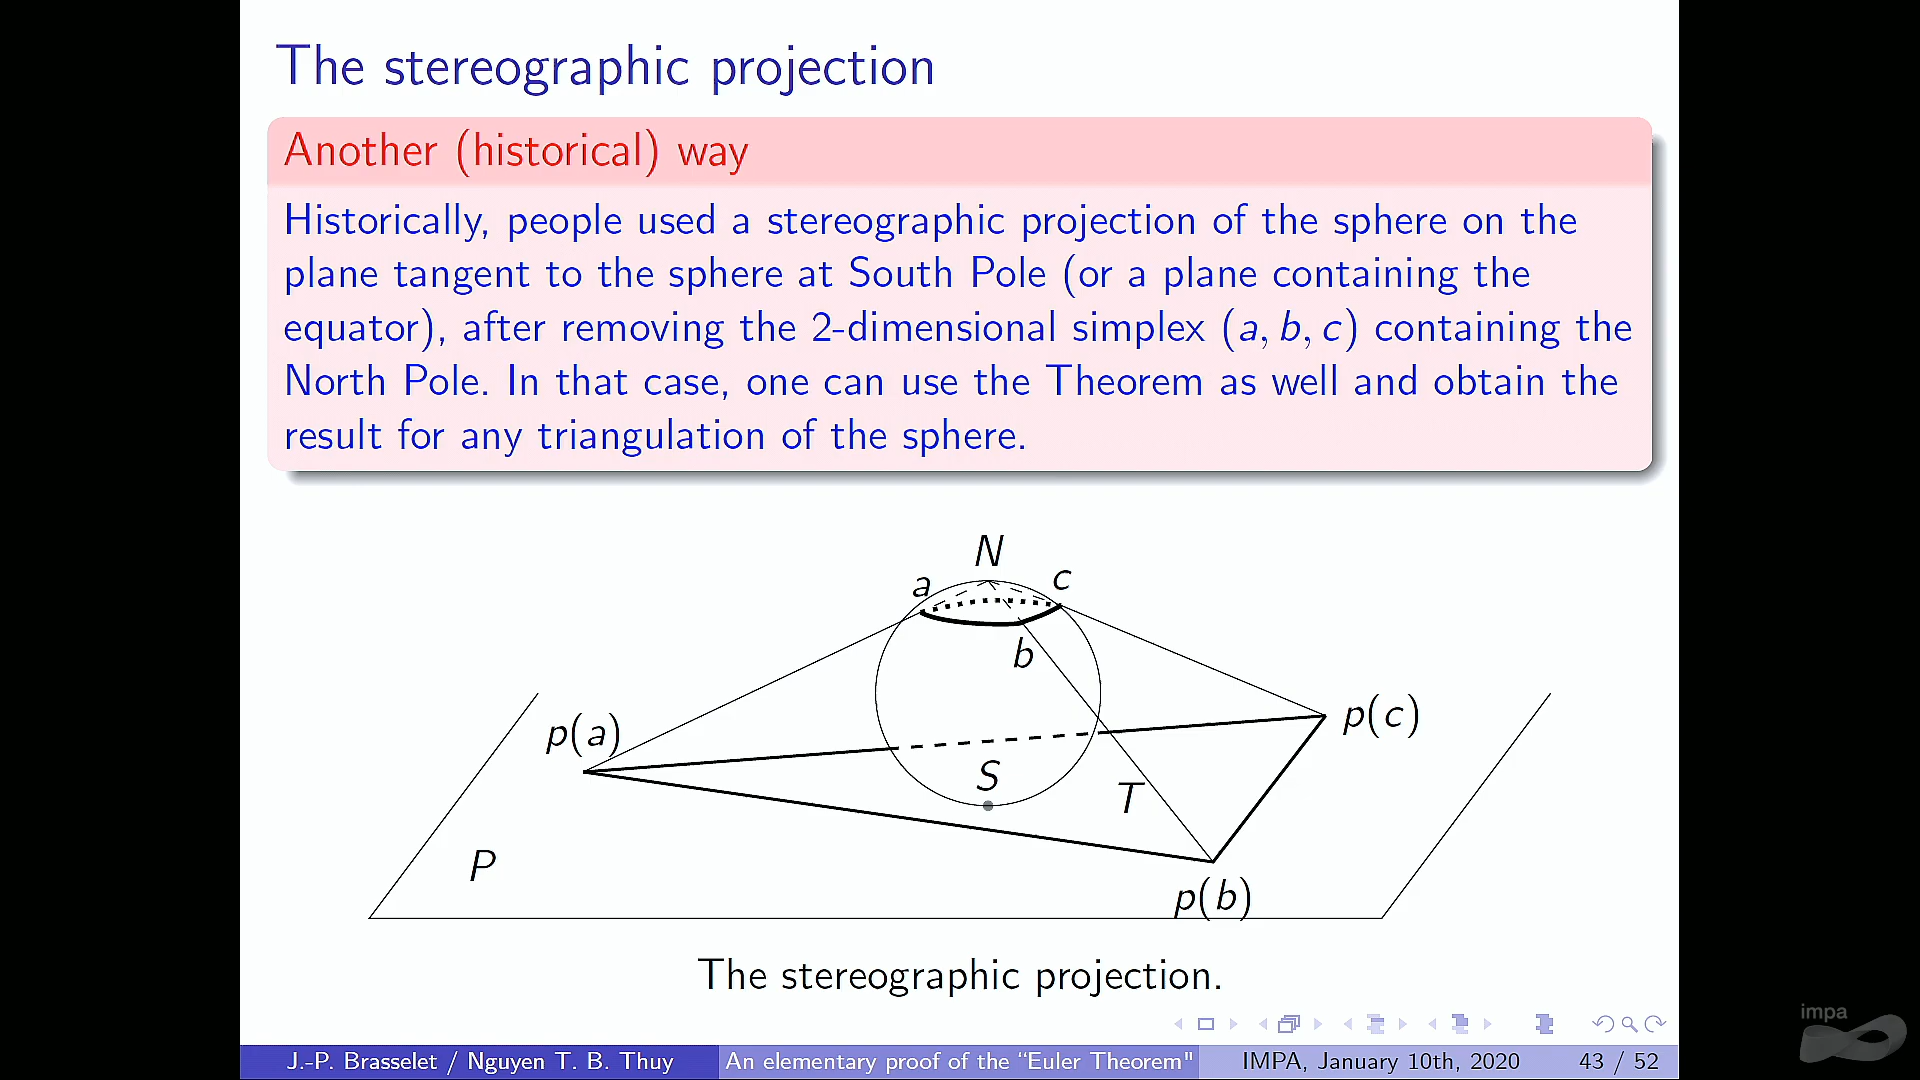 The stereographic projection
Another (historical) way
Historically, people used a stereographic projection of the sphere on the
plane tangent to the sphere at South Pole (or a plane containing the
equator), after removing the 2-dimensional simplex (a, b, c) containing the
North Pole. In that case, one can use the Theorem as well and obtain the
result for any triangulation of the sphere.
N
a
c
b
p(a)
p(c)
S
T
P
p(b)
The stereographic projection.
impa
J.-P. Brasselet / Nguyen T. B. Thuy
An elementary proof of the “Euler Theorem"
IMPA, January 10th, 2020
43 / 52